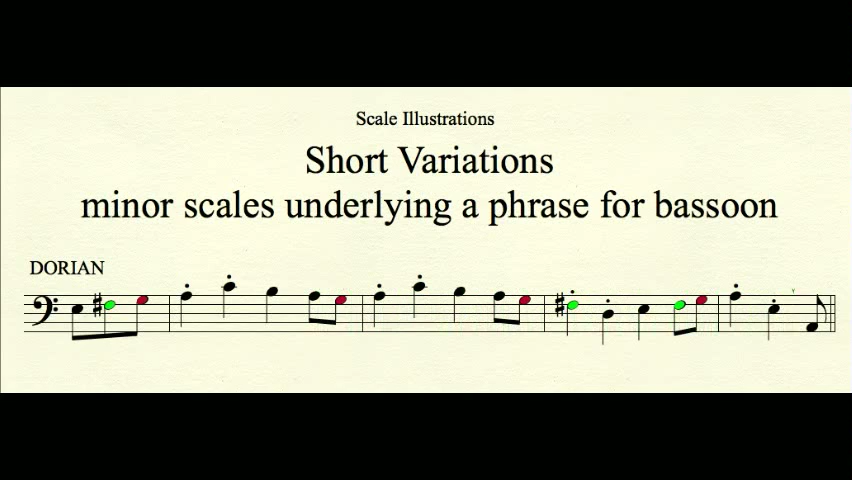 Scale Illustrations
Short Variations
minor scales underlying a phrase for bassoon
DORIAN